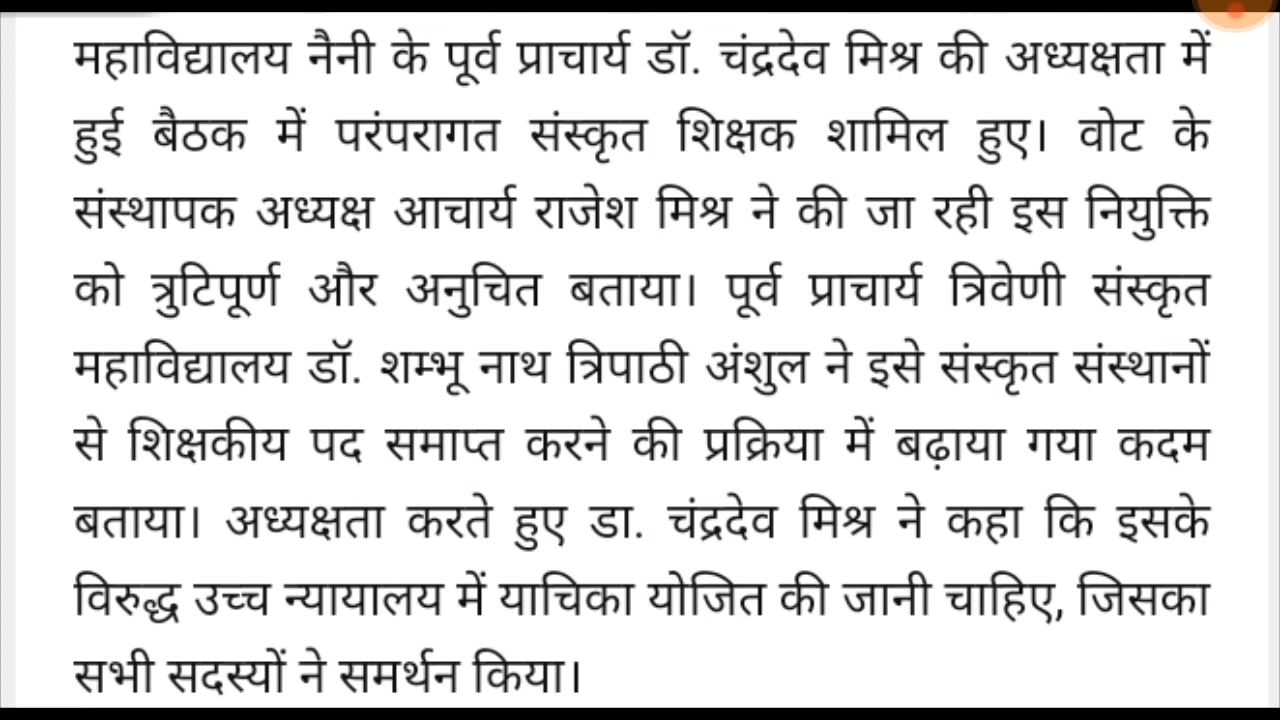 महाविद्यालय नैनी के पूर्व प्राचार्य डॉ. चंद्रदेव मिश्र की अध्यक्षता में
हुई बैठक में परंपरागत संस्कृत शिक्षक शामिल हुए। वोट के
संस्थापक अध्यक्ष आचार्य राजेश मिश्र ने की जा रही इस नियुक्ति
को त्रुटिपूर्ण और अनुचित बताया। पूर्व प्राचार्य त्रिवेणी संस्कृत
महाविद्यालय डॉ. शम्भू नाथ त्रिपाठी अंशुल ने इसे संस्कृत संस्थानों
से शिक्षकीय पद समाप्त करने की प्रक्रिया में बढ़ाया गया कदम
बताया। अध्यक्षता करते हुए डा. चंद्रदेव मिश्र ने कहा कि इसके
विरुद्ध उच्च न्यायालय में याचिका योजित की जानी चाहिए, जिसका
सभी सदस्यों ने समर्थन किया।